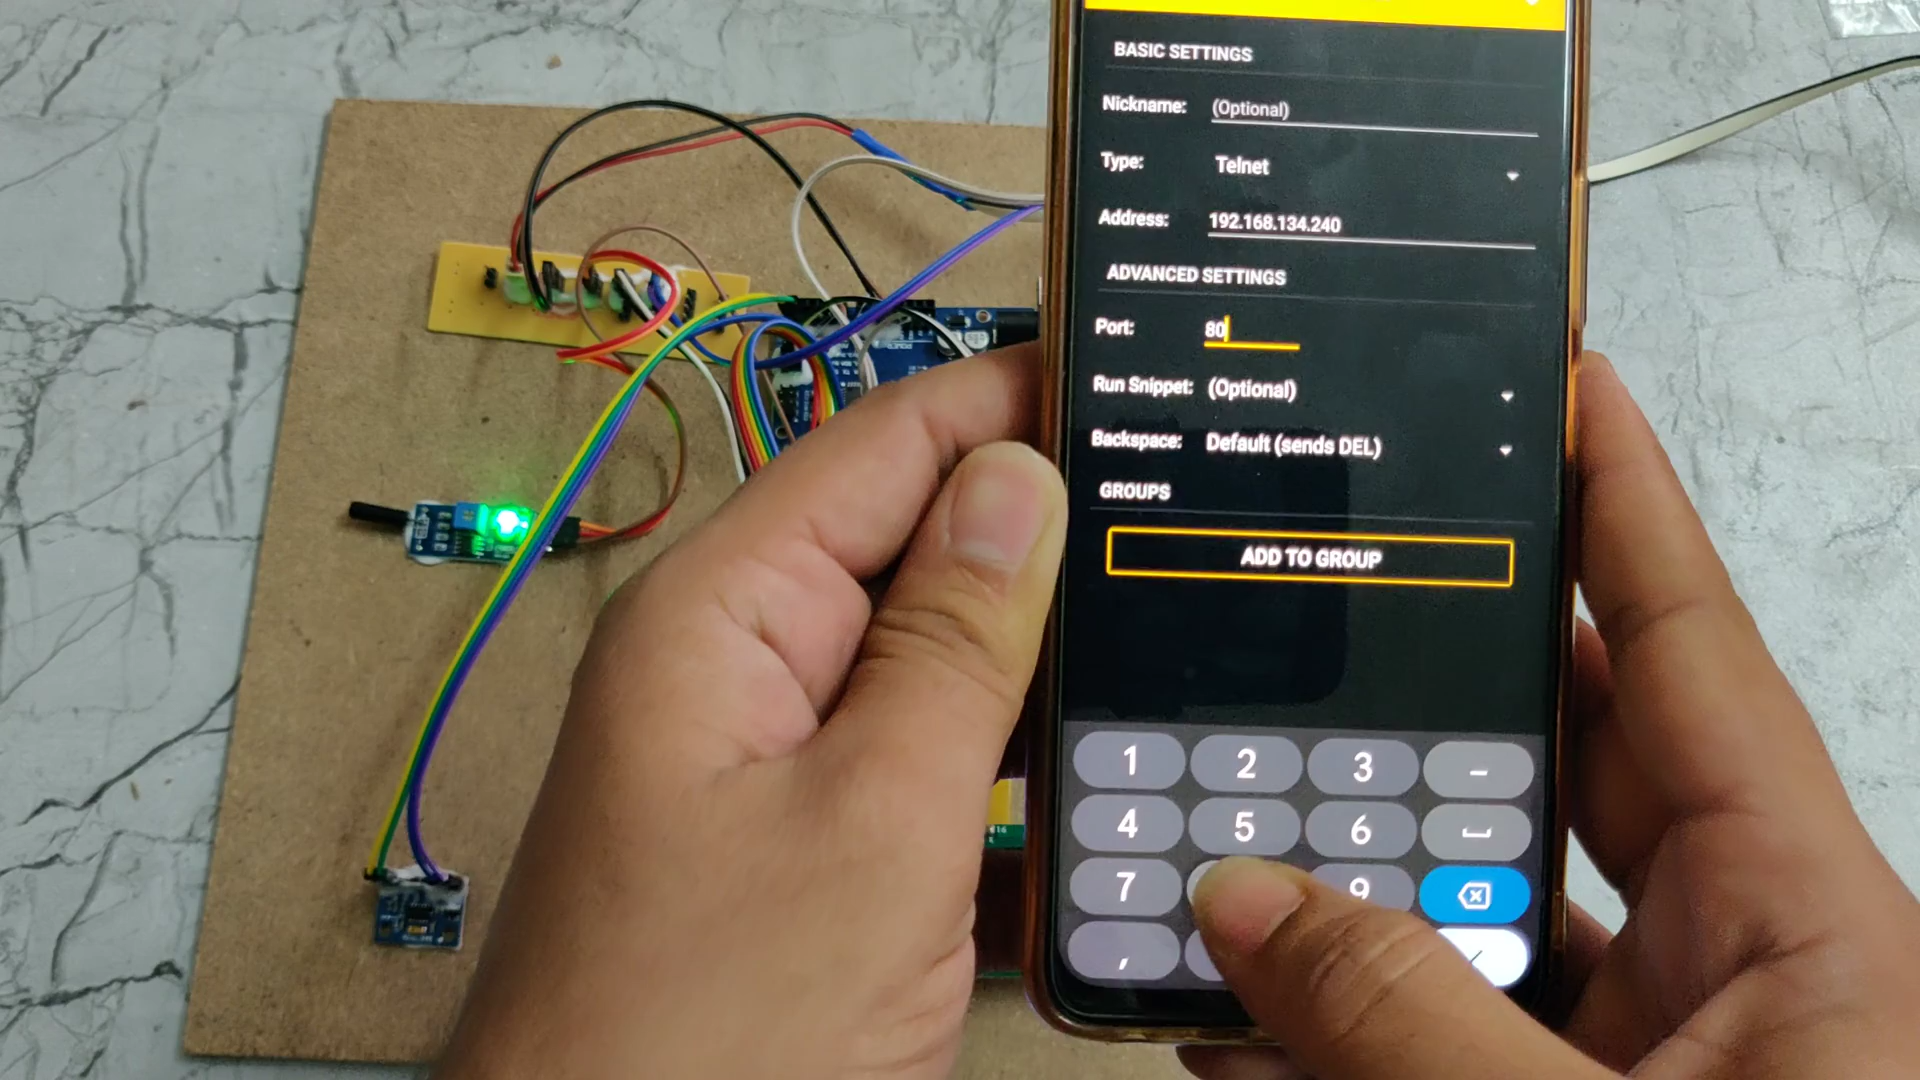 BASIC SETTINGS
Nickname: (Optional)
Type: Telnet
Address: 192.168.134.240
ADVANCED SETTINGS
Port: 80
Run Snippet: (Optional)
Backspace: Default (sends DEL)
GROUPS
ADD TO GROUP
1 2 3 -
4 5 6
7 9
,